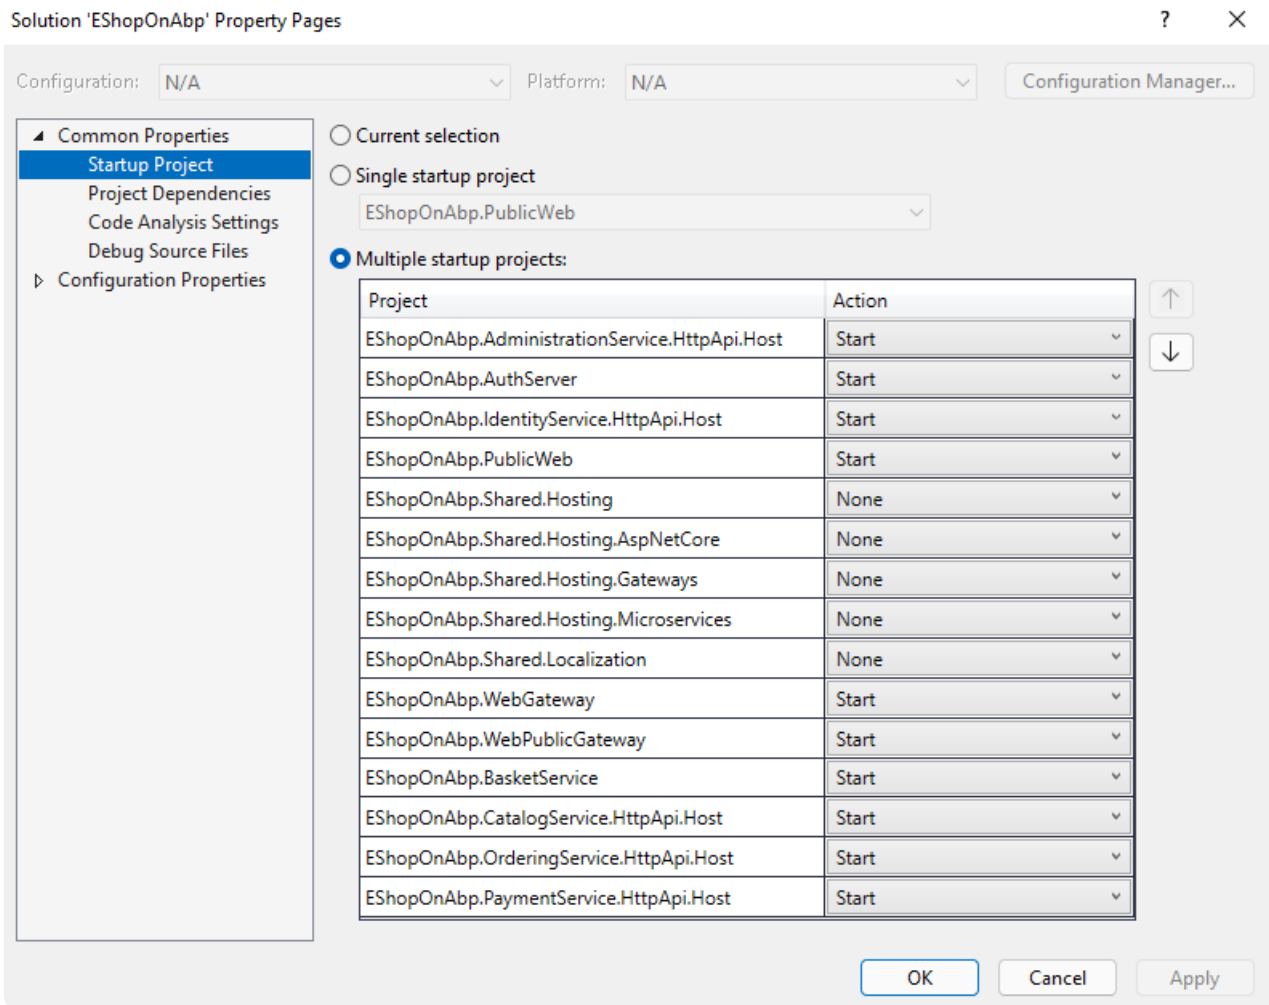 Solution 'EShopOnAbp' Property Pages ?
Configuration: N/A Platform: N/A Configuration Manager...
Common Properties
Startup Project
Project Dependencies
Code Analysis Settings
Debug Source Files
Configuration Properties
Current selection
Single startup project
EShopOnAbp.PublicWeb
Multiple startup projects:
Project Action
EShopOnAbp.AdministrationService.HttpApi.Host Start
EShopOnAbp.AuthServer Start
EShopOnAbp.IdentityService.HttpApi.Host Start
EShopOnAbp.PublicWeb Start
EShopOnAbp.Shared.Hosting None
EShopOnAbp.Shared.Hosting.AspNetCore None
EShopOnAbp.Shared.Hosting.Gateways None
EShopOnAbp.Shared.Hosting.Microservices None
EShopOnAbp.Shared.Localization None
EShopOnAbp.WebGateway Start
EShopOnAbp.WebPublicGateway Start
EShopOnAbp.BasketService Start
EShopOnAbp.CatalogService.HttpApi.Host Start
EShopOnAbp.OrderingService.HttpApi.Host Start
EShopOnAbp.PaymentService.HttpApi.Host Start
OK Cancel Apply